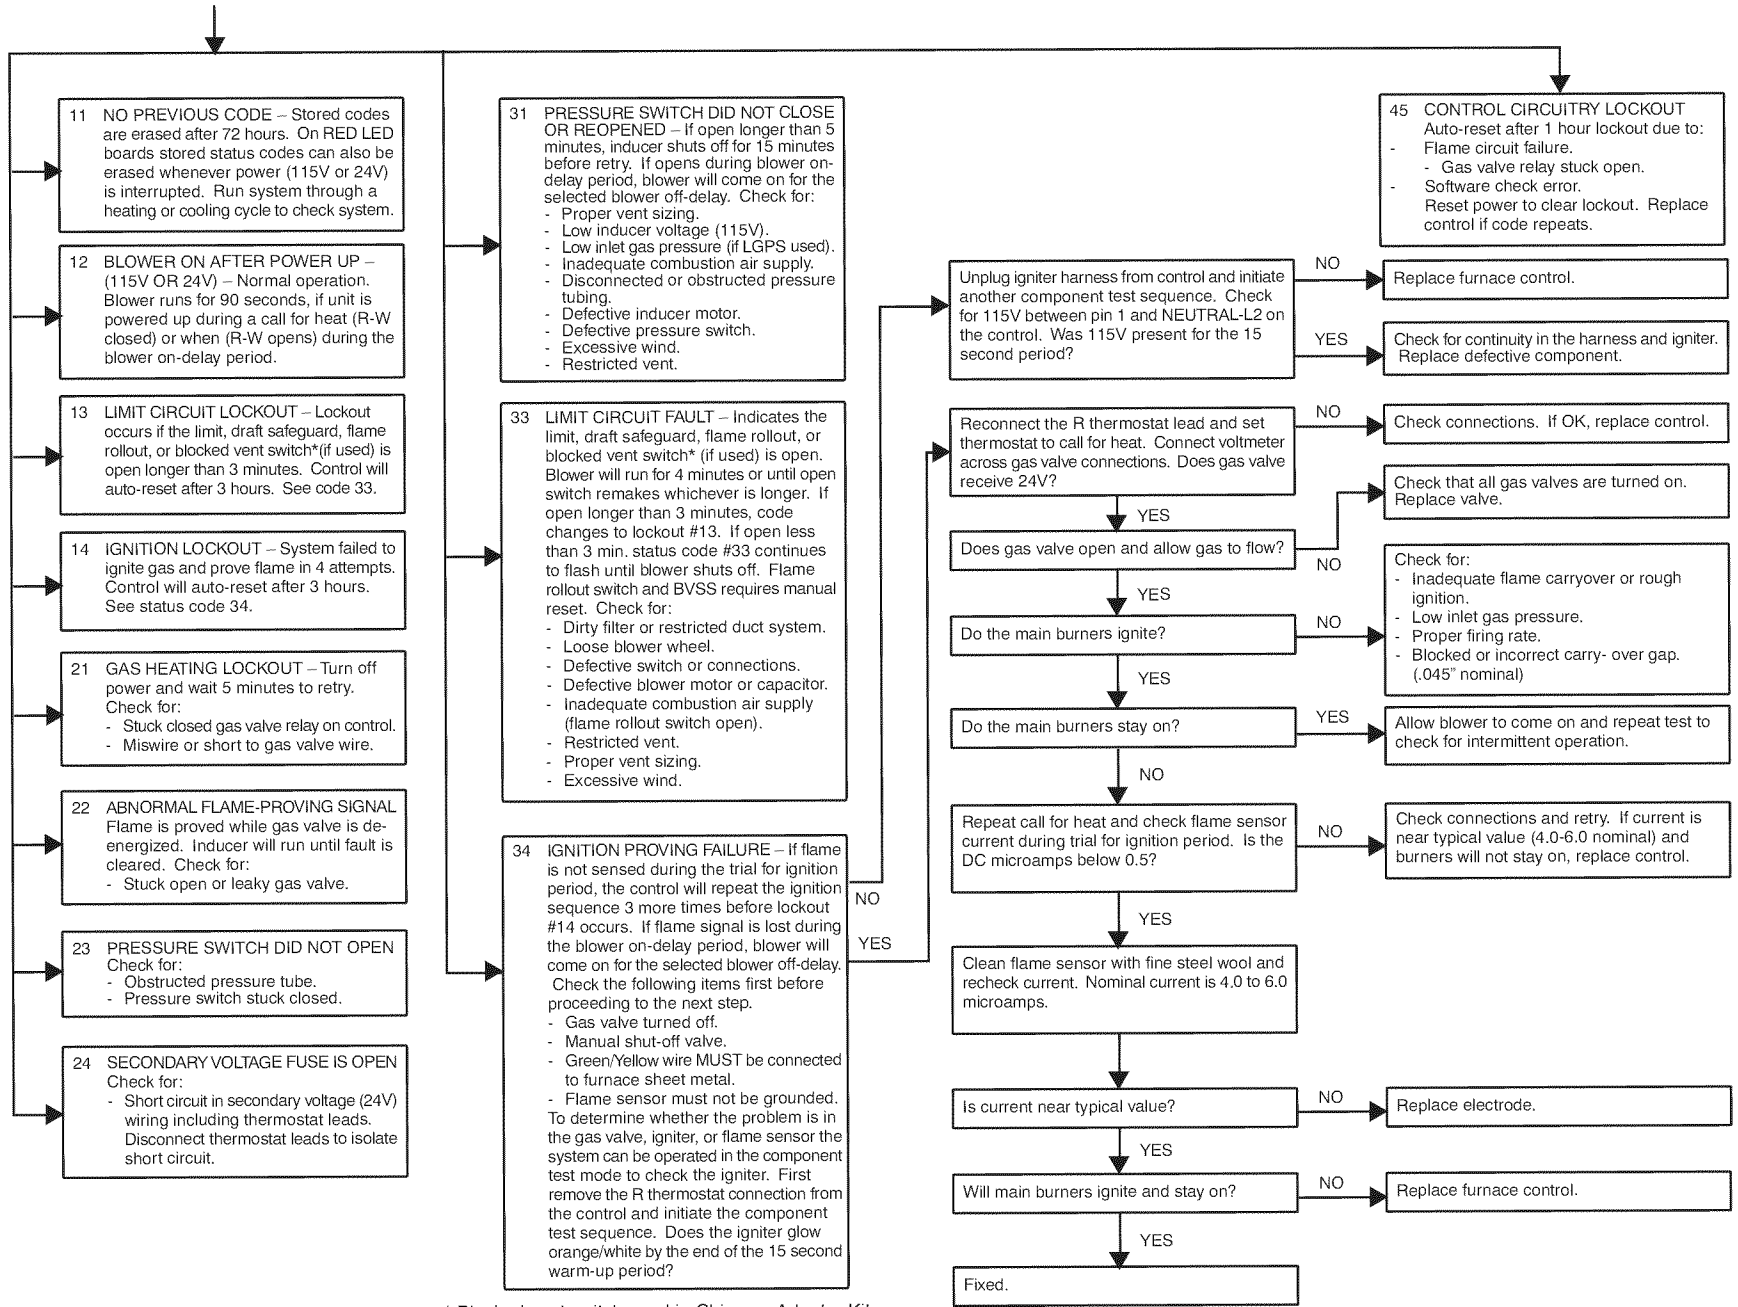 11 NO PREVIOUS CODE – Stored codes
are erased after 72 hours. On RED LED
boards stored status codes can also be
erased whenever power (115V or 24V)
is interrupted. Run system through a
heating or cooling cycle to check system.
12 BLOWER ON AFTER POWER UP –
(115V OR 24V) – Normal operation.
Blower runs for 90 seconds, if unit is
powered up during a call for heat (R-W
closed) or when (R-W opens) during the
blower on-delay period.
13 LIMIT CIRCUIT LOCKOUT – Lockout
occurs if the limit, draft safeguard, flame
rollout, or blocked vent switch*(if used) is
open longer than 3 minutes. Control will
auto-reset after 3 hours. See code 33.
14 IGNITION LOCKOUT – System failed to
ignite gas and prove flame in 4 attempts.
Control will auto-reset after 3 hours.
See status code 34.
21 GAS HEATING LOCKOUT – Turn off
power and wait 5 minutes to retry.
Check for:
- Stuck closed gas valve relay on control.
- Miswire or short to gas valve wire.
22 ABNORMAL FLAME-PROVING SIGNAL
Flame is proved while gas valve is de-
energized. Inducer will run until fault is
cleared. Check for:
- Stuck open or leaky gas valve.
23 PRESSURE SWITCH DID NOT OPEN
Check for:
- Obstructed pressure tube.
- Pressure switch stuck closed.
24 SECONDARY VOLTAGE FUSE IS OPEN
Check for:
- Short circuit in secondary voltage (24V)
wiring including thermostat leads.
Disconnect thermostat leads to isolate
short circuit.
31 PRESSURE SWITCH DID NOT CLOSE
OR REOPENED – If open longer than 5
minutes, inducer shuts off for 15 minutes
before retry. If opens during blower on-
delay period, blower will come on for the
selected blower off-delay. Check for:
- Proper vent sizing.
- Low inducer voltage (115V).
- Low inlet gas pressure (if LGPS used).
- Inadequate combustion air supply.
- Disconnected or obstructed pressure
tubing.
- Defective inducer motor.
- Defective pressure switch.
- Excessive wind.
- Restricted vent.
33 LIMIT CIRCUIT FAULT – Indicates the
limit, draft safeguard, flame rollout, or
blocked vent switch* (if used) is open.
Blower will run for 4 minutes or until open
switch remakes whichever is longer. If
open longer than 3 minutes, code
changes to lockout #13. If open less
than 3 min. status code #33 continues
to flash until blower shuts off. Flame
rollout switch and BVSS requires manual
reset. Check for:
- Dirty filter or restricted duct system.
- Loose blower wheel.
- Defective switch or connections.
- Defective blower motor or capacitor.
- Inadequate combustion air supply
(flame rollout switch open).
- Restricted vent.
- Proper vent sizing.
- Excessive wind.
34 IGNITION PROVING FAILURE – If flame
is not sensed during the trial for ignition
period, the control will repeat the ignition
sequence 3 more times before lockout
#14 occurs. If flame signal is lost during
the blower on-delay period, blower will
come on for the selected blower off-delay.
Check the following items first before
proceeding to the next step.
- Gas valve turned off.
- Manual shut-off valve.
- Green/Yellow wire MUST be connected
to furnace sheet metal.
- Flame sensor must not be grounded.
To determine whether the problem is in
the gas valve, igniter, or flame sensor the
system can be operated in the component
test mode to check the igniter. First
remove the R thermostat connection from
the control and initiate the component
test sequence. Does the igniter glow
orange/white by the end of the 15 second
warm-up period?
NO
YES
45 CONTROL CIRCUITRY LOCKOUT
Auto-reset after 1 hour lockout due to:
- Flame circuit failure.
- Gas valve relay stuck open.
- Software check error.
Reset power to clear lockout. Replace
control if code repeats.
Unplug igniter harness from control and initiate
another component test sequence. Check
for 115V between pin 1 and NEUTRAL-L2 on
the control. Was 115V present for the 15
second period?
NO
Replace furnace control.
YES
Check for continuity in the harness and igniter.
Replace defective component.
Reconnect the R thermostat lead and set
thermostat to call for heat. Connect voltmeter
across gas valve connections. Does gas valve
receive 24V?
NO
Check connections. If OK, replace control.
YES
Does gas valve open and allow gas to flow?
NO
Check that all gas valves are turned on.
Replace valve.
YES
Do the main burners ignite?
NO
Check for:
- Inadequate flame carryover or rough
ignition.
- Low inlet gas pressure.
- Proper firing rate.
- Blocked or incorrect carry- over gap.
(.045" nominal)
YES
Do the main burners stay on?
YES
Allow blower to come on and repeat test to
check for intermittent operation.
NO
Repeat call for heat and check flame sensor
current during trial for ignition period. Is the
DC microamps below 0.5?
NO
Check connections and retry. If current is
near typical value (4.0-6.0 nominal) and
burners will not stay on, replace control.
YES
Clean flame sensor with fine steel wool and
recheck current. Nominal current is 4.0 to 6.0
microamps.
Is current near typical value?
NO
Replace electrode.
YES
Will main burners ignite and stay on?
NO
Replace furnace control.
YES
Fixed.